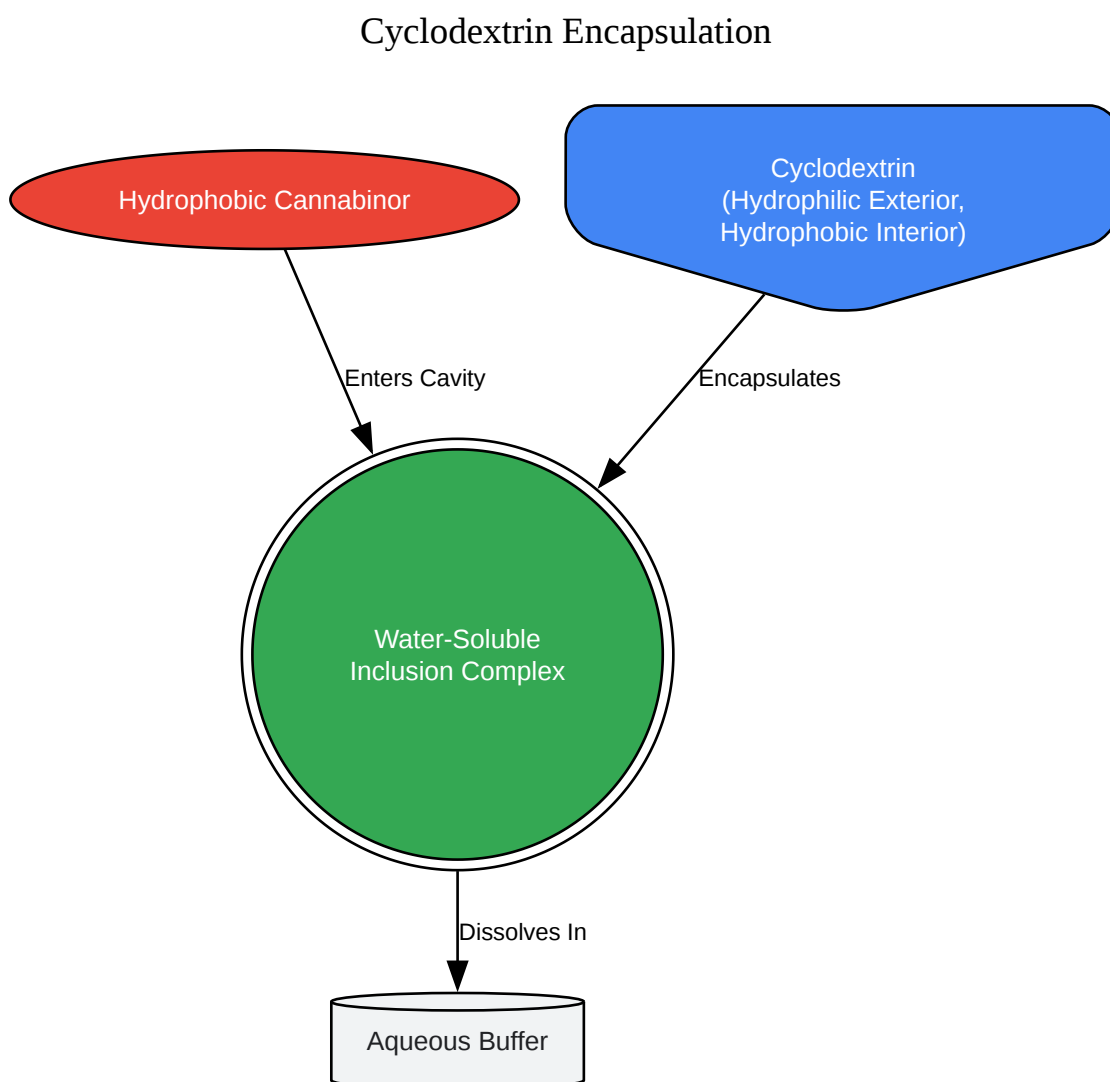 Cyclodextrin Encapsulation
Hydrophobic Cannabinor
Cyclodextrin
(Hydrophilic Exterior,
Hydrophobic Interior)
Enters Cavity
Encapsulates
Water-Soluble
Inclusion Complex
Dissolves In
Aqueous Buffer